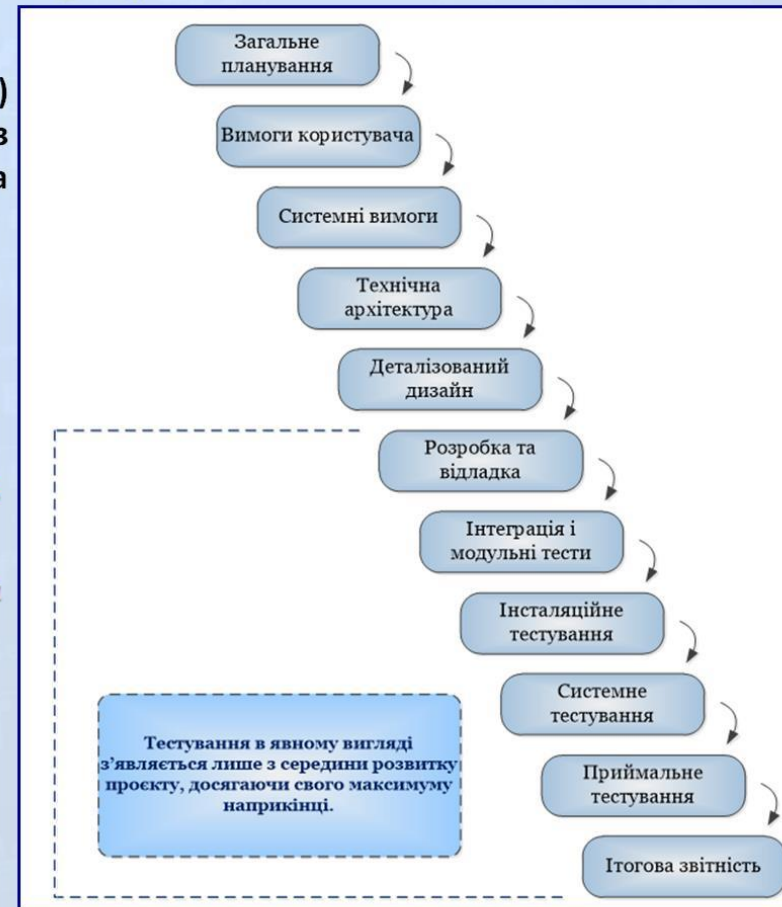 )
в
а
Загальне
планування
Вимоги користувача
Системні вимоги
Технічна
архітектура
Деталізований
дизайн
Розробка та
відладка
Інтеграція і
модульні тести
Інсталяційне
тестування
Системне
тестування
Приймальне
тестування
Ітогова звітність
Тестування в явному вигляді
з’являється лише з середини розвитку
проєкту, досягаючи свого максимуму
наприкінці.